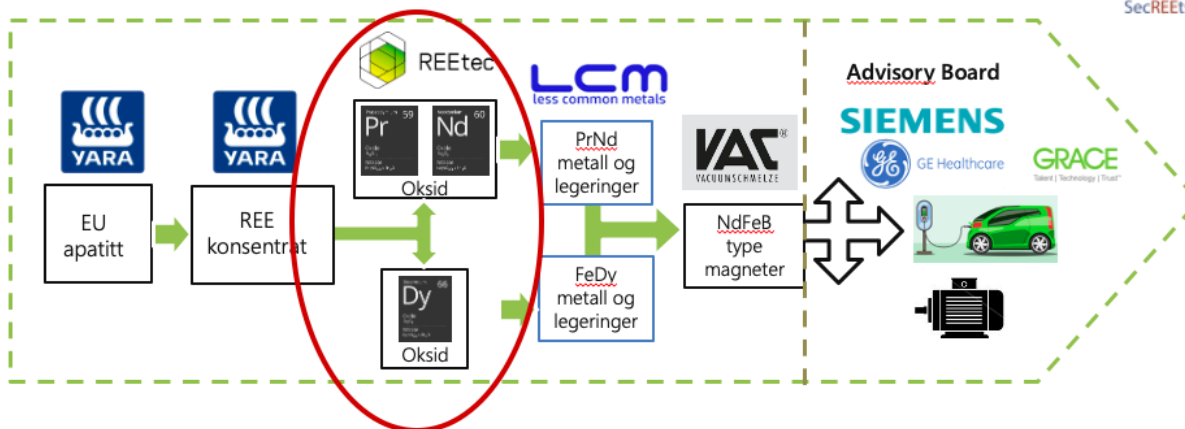 SecREEt
REEtec
LCM
less common metals
Advisory Board
SIEMENS
GE Healthcare
GRACE
Talent | Technology | Trust™
YARA
YARA
59
Pr
60
Nd
Oksid
PrNd
metall og
legeringer
VAC®
VACUUMSCHMELZE
EU
apatitt
REE
konsentrat
NdFeB
type
magneter
66
Dy
Oksid
FeDy
metall og
legeringer